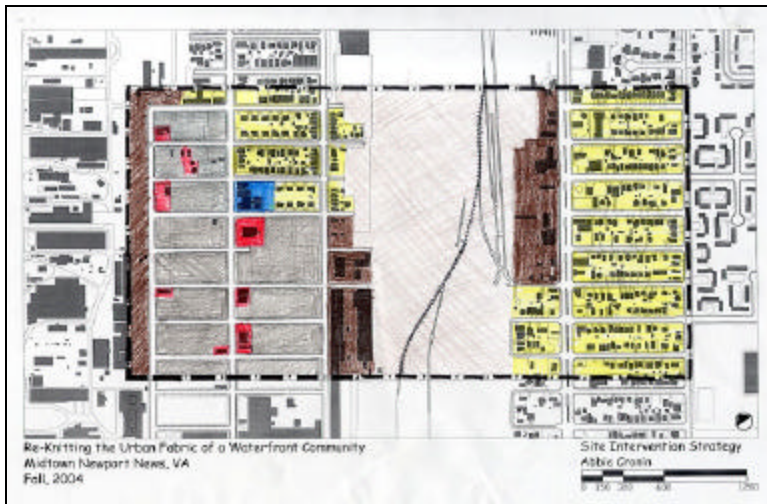 Re-Knitting the Urban Fabric of a Waterfront Community
Midtown Newport News, VA
Fall, 2004
Site Intervention Strategy
Abbie Cronin
0